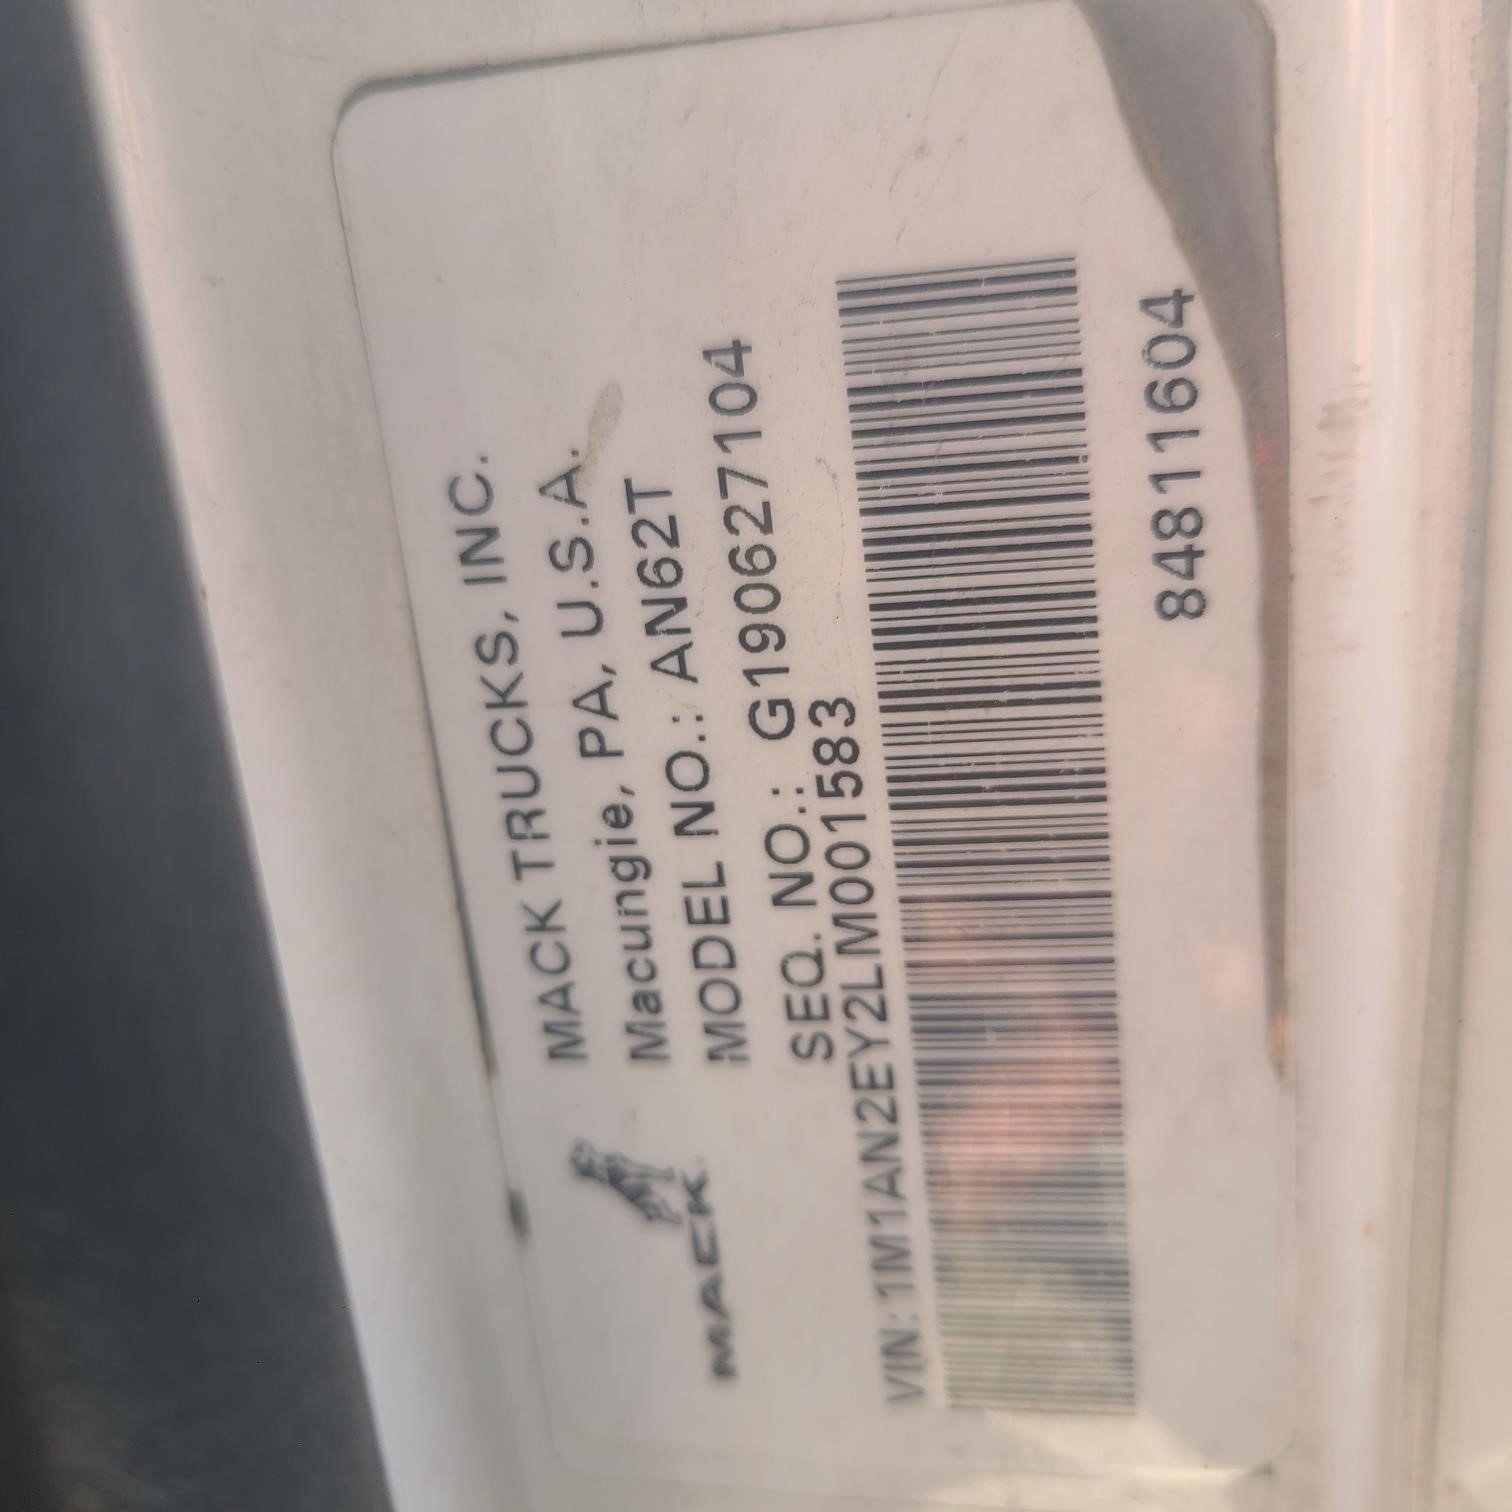 MACK TRUCKS, INC.
Macungie, PA, U.S.A.
MODEL NO.: AN62T
SEQ. NO.: G190627104
MACK
VIN: 1M1AN2EY2LM001583
84811604